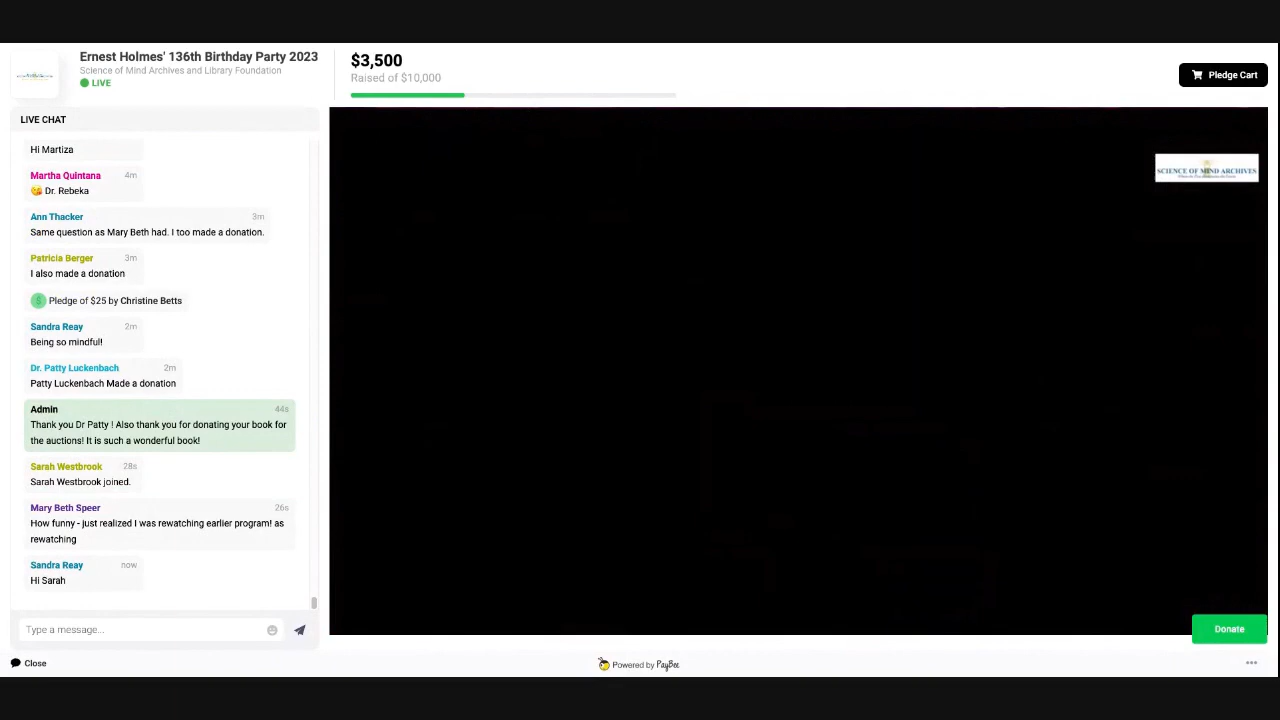 Ernest Holmes' 136th Birthday Party 2023
Science of Mind Archives and Library Foundation
LIVE
$3,500
Raised of $10,000
Pledge Cart
LIVE CHAT
Hi Martiza
Martha Quintana 4m
😘 Dr. Rebeka
Ann Thacker 3m
Same question as Mary Beth had. I too made a donation.
Patricia Berger 3m
I also made a donation
$ Pledge of $25 by Christine Betts
Sandra Reay 2m
Being so mindful!
Dr. Patty Luckenbach 2m
Patty Luckenbach Made a donation
Admin 44s
Thank you Dr Patty ! Also thank you for donating your book for
the auctions! It is such a wonderful book!
Sarah Westbrook 28s
Sarah Westbrook joined.
Mary Beth Speer 26s
How funny - just realized I was rewatching earlier program! as
rewatching
Sandra Reay now
Hi Sarah
Type a message...
Close
SCIENCE OF MIND ARCHIVES
Donate
Powered by PayBee